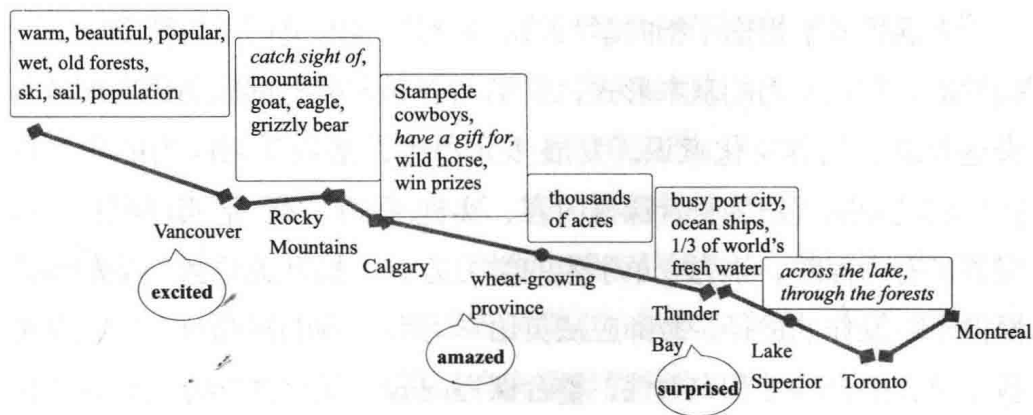 warm, beautiful, popular,
wet, old forests,
ski, sail, population
catch sight of,
mountain
goat, eagle,
grizzly bear
Stampede
cowboys,
have a gift for,
wild horse,
win prizes
thousands
of acres
busy port city,
ocean ships,
1/3 of world's
fresh water
across the lake,
through the forests
Vancouver
excited
Rocky
Mountains
Calgary
wheat-growing
province
amazed
Thunder
Bay
surprised
Lake
Superior
Toronto
Montreal